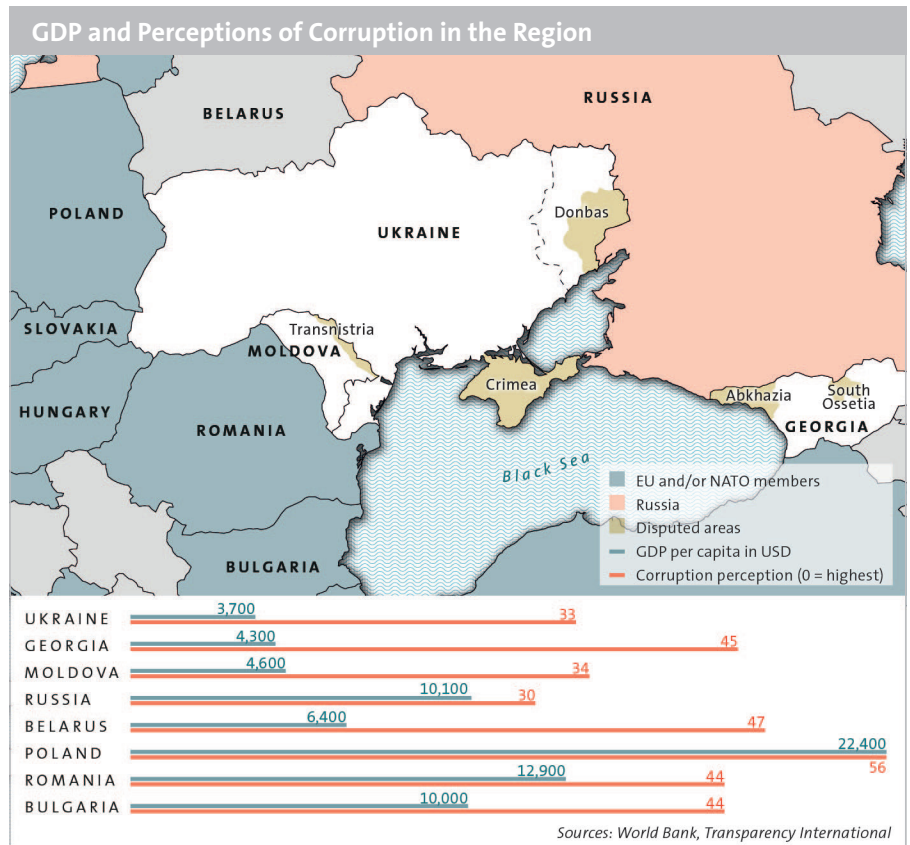 GDP and Perceptions of Corruption in the Region
RUSSIA
BELARUS
POLAND
Donbas
UKRAINE
SLOVAKIA
Transnistria
MOLDOVA
Crimea
Abkhazia
South
Ossetia
HUNGARY
GEORGIA
ROMANIA
Black Sea
EU and/or NATO members
Russia
Disputed areas
GDP per capita in USD
BULGARIA
Corruption perception (0 = highest)
UKRAINE 3,700 33
GEORGIA 4,300 45
MOLDOVA 4,600 34
RUSSIA 10,100 30
BELARUS 6,400 47
POLAND 22,400 56
ROMANIA 12,900 44
BULGARIA 10,000 44
Sources: World Bank, Transparency International